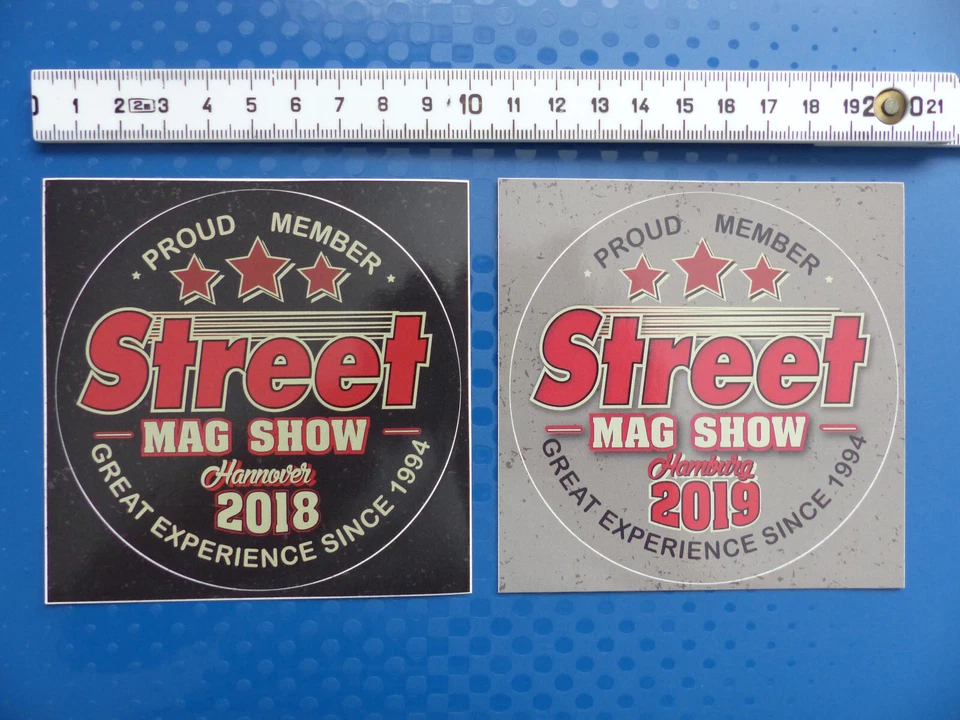 0 1 2 2m 3 4 5 6 7 8 9 10 11 12 13 14 15 16 17 18 19 20 21
PROUD MEMBER
Street
MAG SHOW
Hannover
2018
GREAT EXPERIENCE SINCE 1994
PROUD MEMBER
Street
MAG SHOW
Hamburg
2019
GREAT EXPERIENCE SINCE 1994